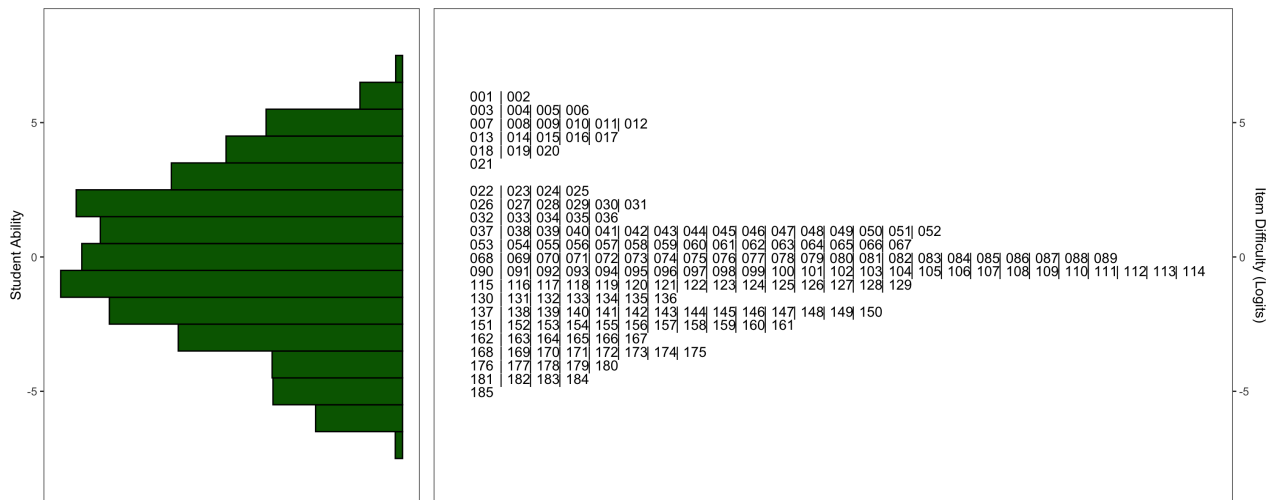 Student Ability
5
0
-5
001 | 002
003 | 004| 005| 006
007 | 008| 009| 010| 011| 012
013 | 014| 015| 016| 017
018 | 019| 020
021
022 | 023| 024| 025
026 | 027| 028| 029| 030| 031
032 | 033| 034| 035| 036
037 | 038| 039| 040| 041| 042| 043| 044| 045| 046| 047| 048| 049| 050| 051| 052
053 | 054| 055| 056| 057| 058| 059| 060| 061| 062| 063| 064| 065| 066| 067
068 | 069| 070| 071| 072| 073| 074| 075| 076| 077| 078| 079| 080| 081| 082| 083| 084| 085| 086| 087| 088| 089
090 | 091| 092| 093| 094| 095| 096| 097| 098| 099| 100| 101| 102| 103| 104| 105| 106| 107| 108| 109| 110| 111| 112| 113| 114
115 | 116| 117| 118| 119| 120| 121| 122| 123| 124| 125| 126| 127| 128| 129
130 | 131| 132| 133| 134| 135| 136
137 | 138| 139| 140| 141| 142| 143| 144| 145| 146| 147| 148| 149| 150
151 | 152| 153| 154| 155| 156| 157| 158| 159| 160| 161
162 | 163| 164| 165| 166| 167
168 | 169| 170| 171| 172| 173| 174| 175
176 | 177| 178| 179| 180
181 | 182| 183| 184
185
5
0
-5
Item Difficulty (Logits)